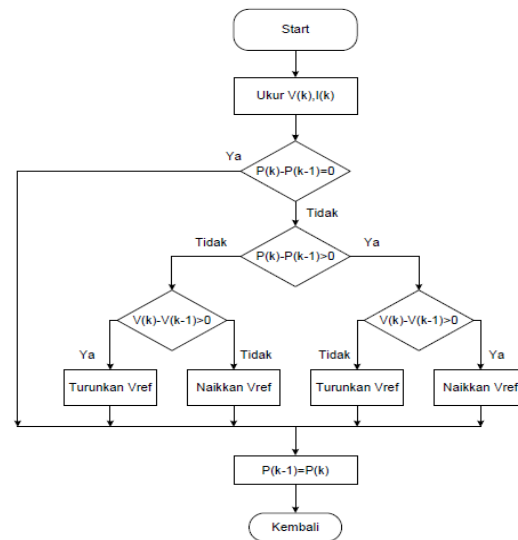 Start
Ukur V(k),I(k)
Ya
P(k)-P(k-1)=0
Tidak
Tidak
P(k)-P(k-1)>0
Ya
V(k)-V(k-1)>0
V(k)-V(k-1)>0
Ya
Tidak
Tidak
Ya
Turunkan Vref
Naikkan Vref
Turunkan Vref
Naikkan Vref
P(k-1)=P(k)
Kembali